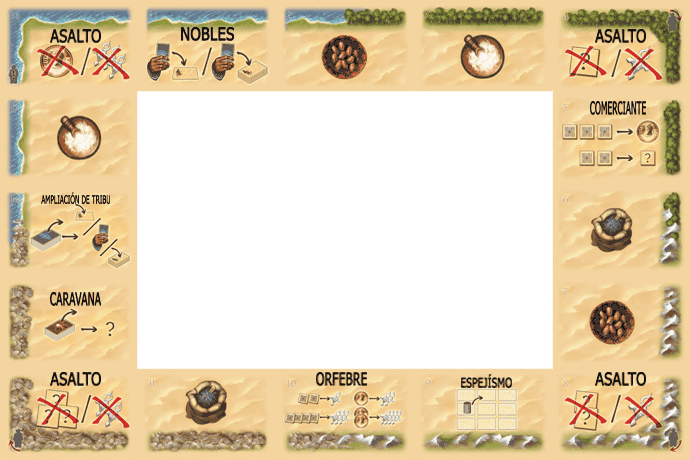 ASALTO
NOBLES
ASALTO
COMERCIANTE
?
AMPLIACIÓN DE TRIBU
CARAVANA
?
ASALTO
ORFEBRE
ESPEJÍSMO
ASALTO